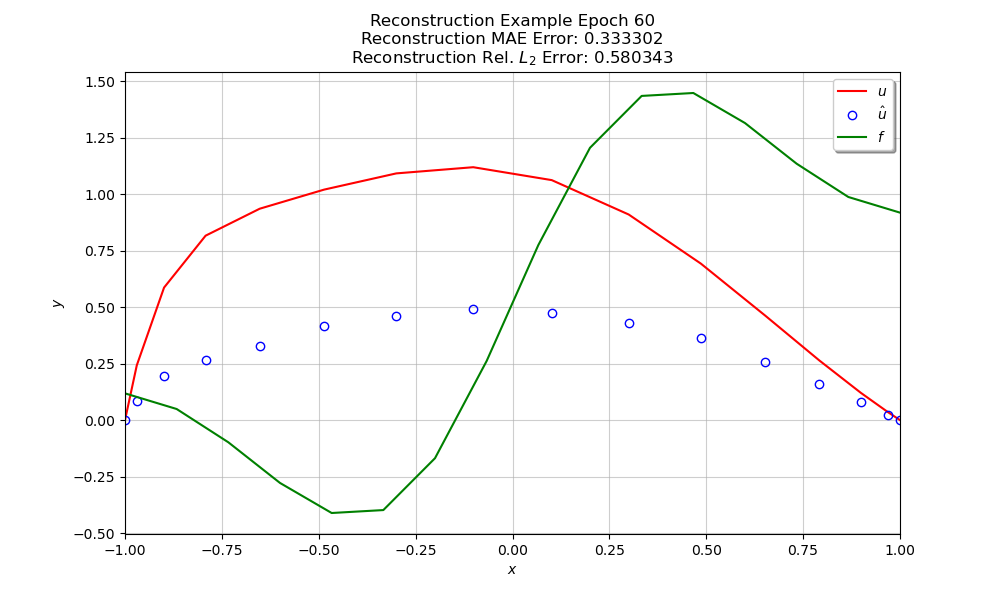 Reconstruction Example Epoch 60
Reconstruction MAE Error: 0.333302
Reconstruction Rel. L₂ Error: 0.580343
1.50
1.25
1.00
0.75
0.50
0.25
0.00
−0.25
−0.50
y
u
û
f
−1.00 −0.75 −0.50 −0.25 0.00 0.25 0.50 0.75 1.00
x